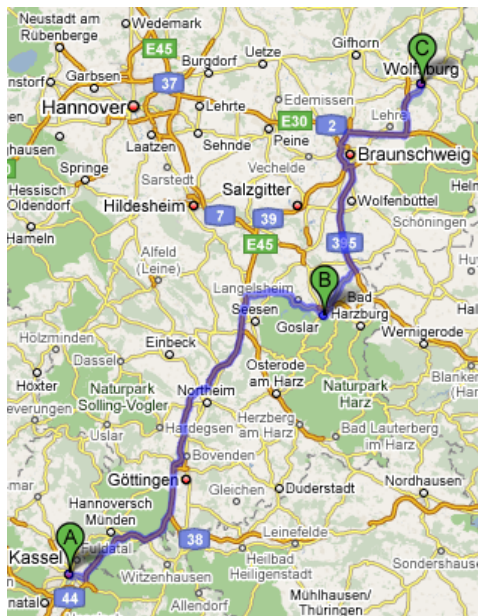 Neustadt am
Rübenberge
Wedemark
E45
Burgdorf
Uetze
Gifhorn
C
Wolfsburg
Garbsen
37
Edemissen
Hannover
Lehrte
E30
2
Lehre
Peine
Laatzen
Sehnde
Braunschweig
Vechelde
Springe
Sarstedt
Hessisch
Oldendorf
Hildesheim
Salzgitter
Wolfenbüttel
7
39
Schöningen
Hameln
E45
395
Alfeld
(Leine)
B
Langelsheim
Bad
Harzburg
Seesen
Goslar
Holzminden
Wernigerode
Einbeck
Dassel
Osterode
am Harz
Höxter
Naturpark
Solling-Vogler
Northeim
Naturpark
Harz
Hardegsen
Herzberg
am Harz
Bad Lauterberg
im Harz
Uslar
Bovenden
Göttingen
Gleichen
Duderstadt
Nordhausen
Hannoversch
Münden
A
Kassel
Fuldatal
38
Leinefelde
Witzenhausen
Heilbad
Heiligenstadt
44
Allendorf
Mühlhausen/
Thüringen